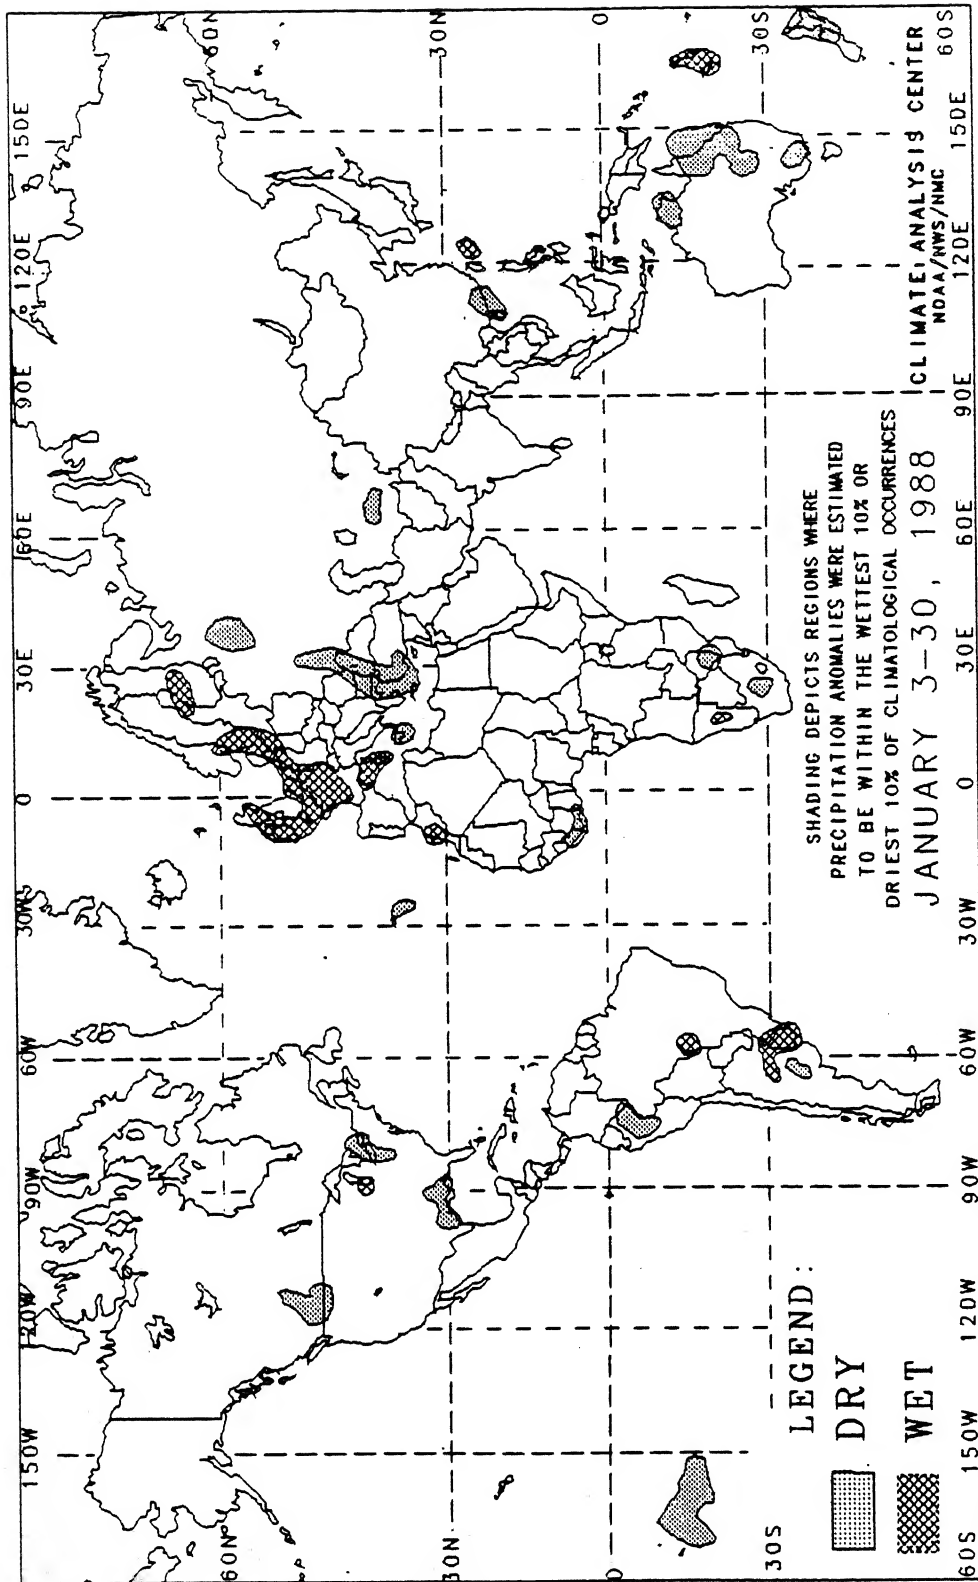 150W 120W 90W 60W 30W 0 30E 60E 90E 120E 150E
60N 60N
30N 30N
0 0
30S 30S
LEGEND:
DRY
WET
SHADING DEPICTS REGIONS WHERE
PRECIPITATION ANOMALIES WERE ESTIMATED
TO BE WITHIN THE WETTEST 10% OR
DRIEST 10% OF CLIMATOLOGICAL OCCURRENCES
JANUARY 3-30, 1988
CLIMATE ANALYSIS CENTER
NOAA/NWS/NMC
60S 60S
150W 120W 90W 60W 30W 0 30E 60E 90E 120E 150E